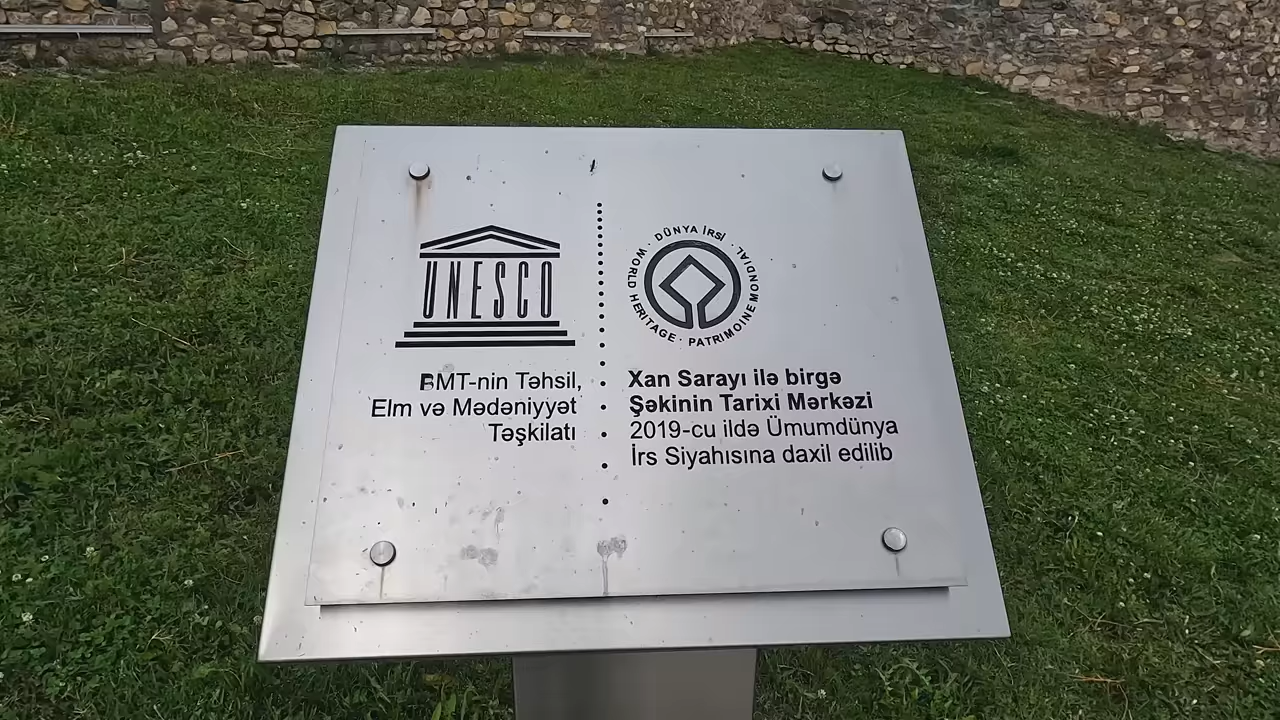 UNESCO
BMT-nin Təhsil,
Elm və Mədəniyyət
Təşkilatı
DÜNYA İRSİ · WORLD HERITAGE · PATRIMOINE MONDIAL ·
Xan Sarayı ilə birgə
Şəkinin Tarixi Mərkəzi
2019-cu ildə Ümumdünya
İrs Siyahısına daxil edilib